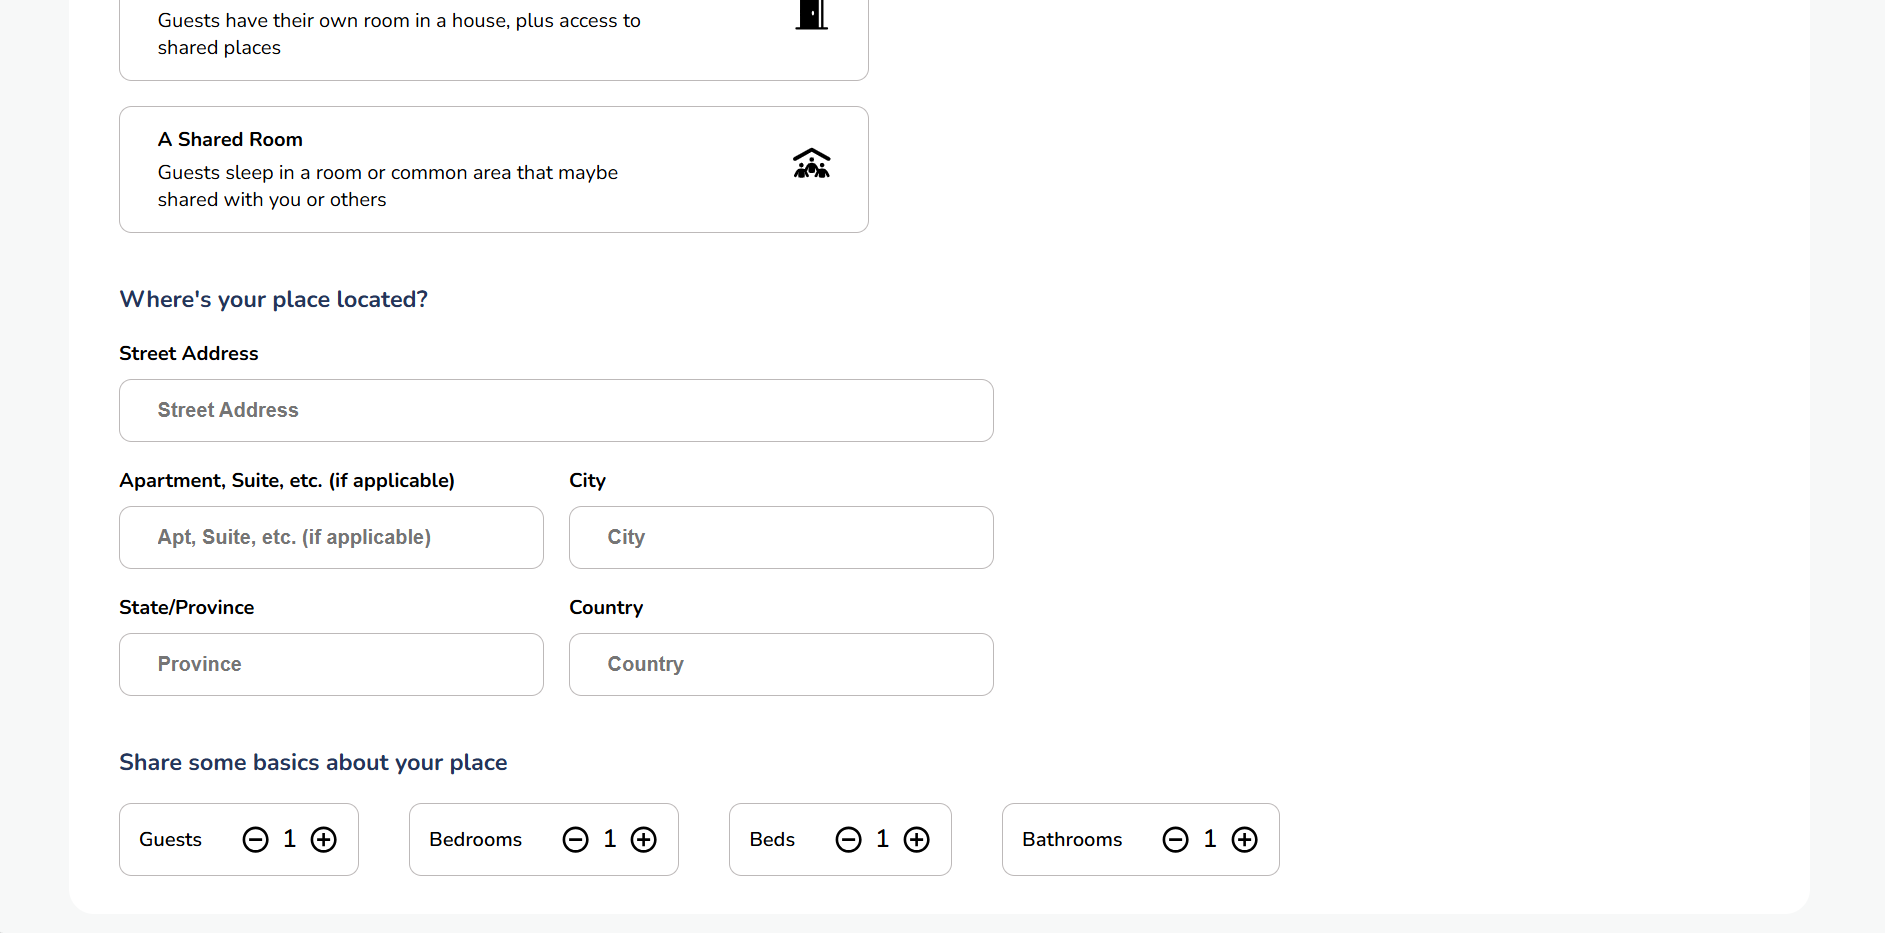 Guests have their own room in a house, plus access to
shared places
A Shared Room
Guests sleep in a room or common area that maybe
shared with you or others
Where's your place located?
Street Address
Street Address
Apartment, Suite, etc. (if applicable)
City
Apt, Suite, etc. (if applicable)
City
State/Province
Country
Province
Country
Share some basics about your place
Guests 1
Bedrooms 1
Beds 1
Bathrooms 1